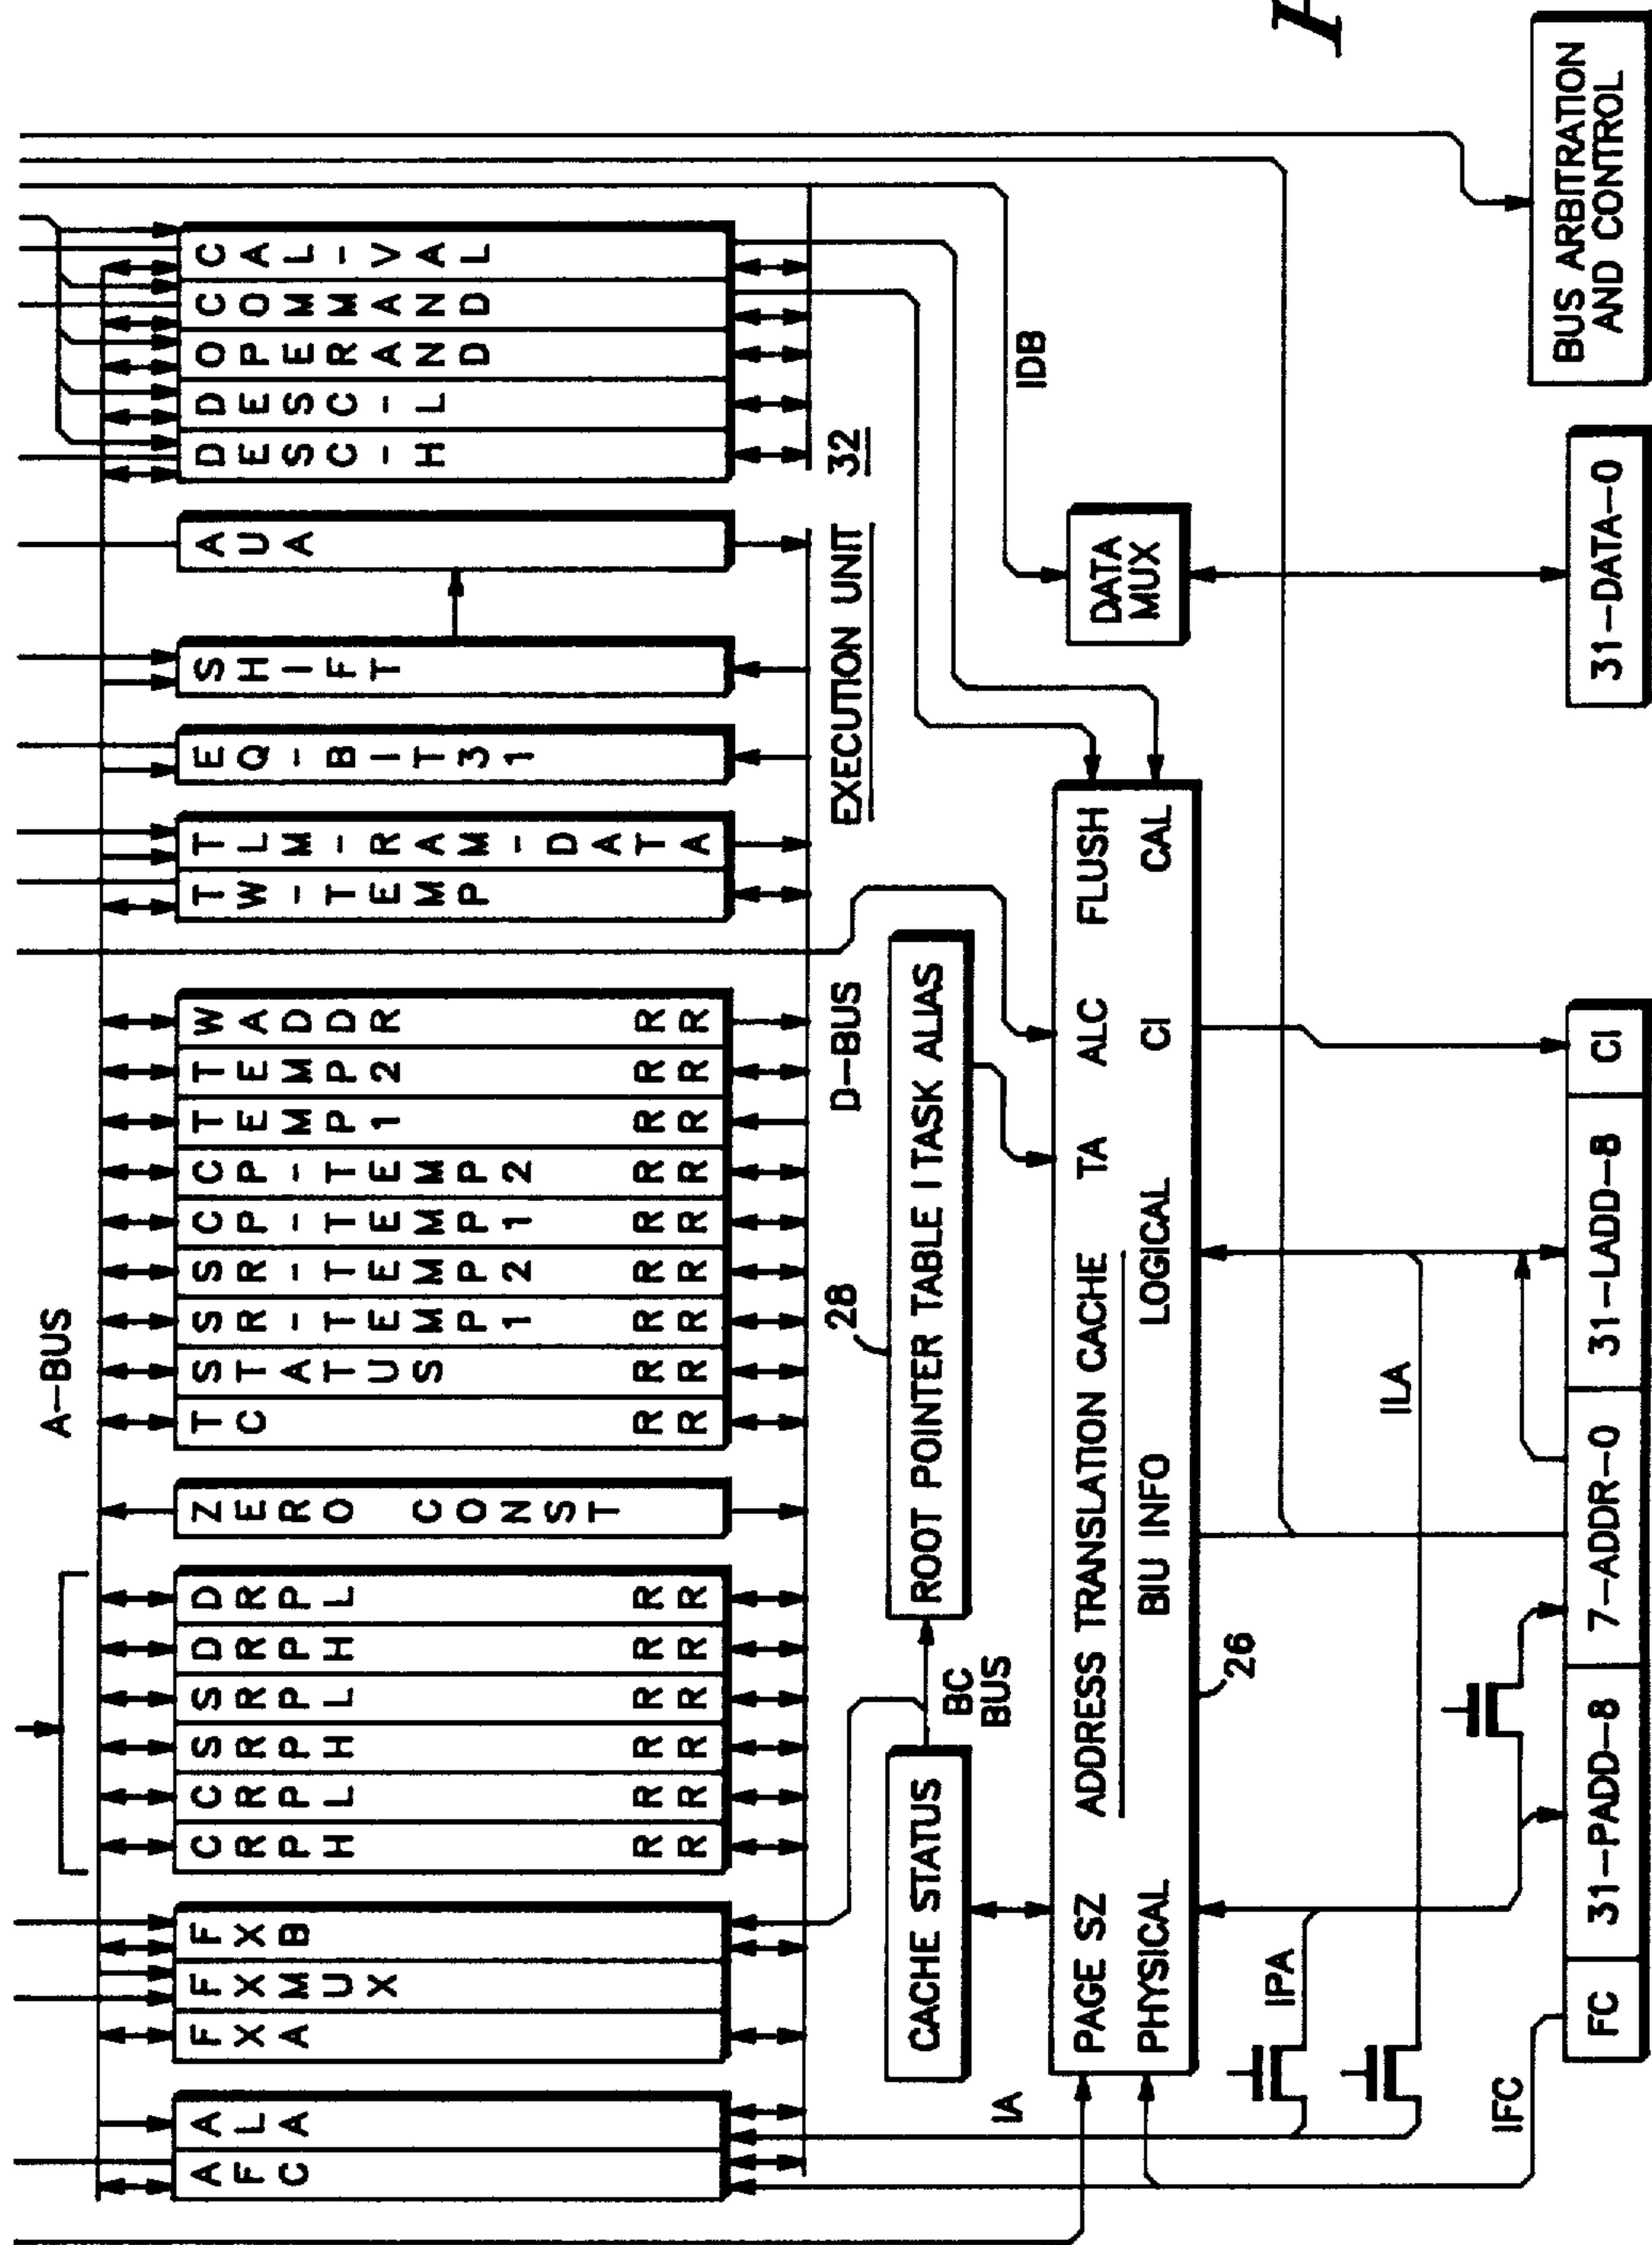 A-BUS
AFC
ALA
FXA
FXMUX
FXB
CRPH RR
CRPL RR
SRPH RR
SRPL RR
DRPH RR
DRPL RR
ZERO CONST
TC RR
STATUS RR
SR-TEMP1 RR
SR-TEMP2 RR
CP-TEMP1 RR
CP-TEMP2 RR
TEMP1 RR
TEMP2 RR
WADDR RR
TW-TEMP
TLM-RAM-DATA
EQ-BIT31
SHIFT
AUA
DESC-H
DESC-L
OPERAND
COMMAND
CAL-VAL
28
D-BUS
EXECUTION UNIT 32
CACHE STATUS
BC BUS
ROOT POINTER TABLE | TASK ALIAS
IA
IDB
DATA MUX
PAGE SZ ADDRESS TRANSLATION CACHE TA ALC FLUSH
PHYSICAL BIU INFO LOGICAL CI CAL
26
IPA
ILA
IFC
FC
31-PADD-8
7-ADDR-0
31-LADD-8
CI
31-DATA-0
BUS ARBITRATION
AND CONTROL